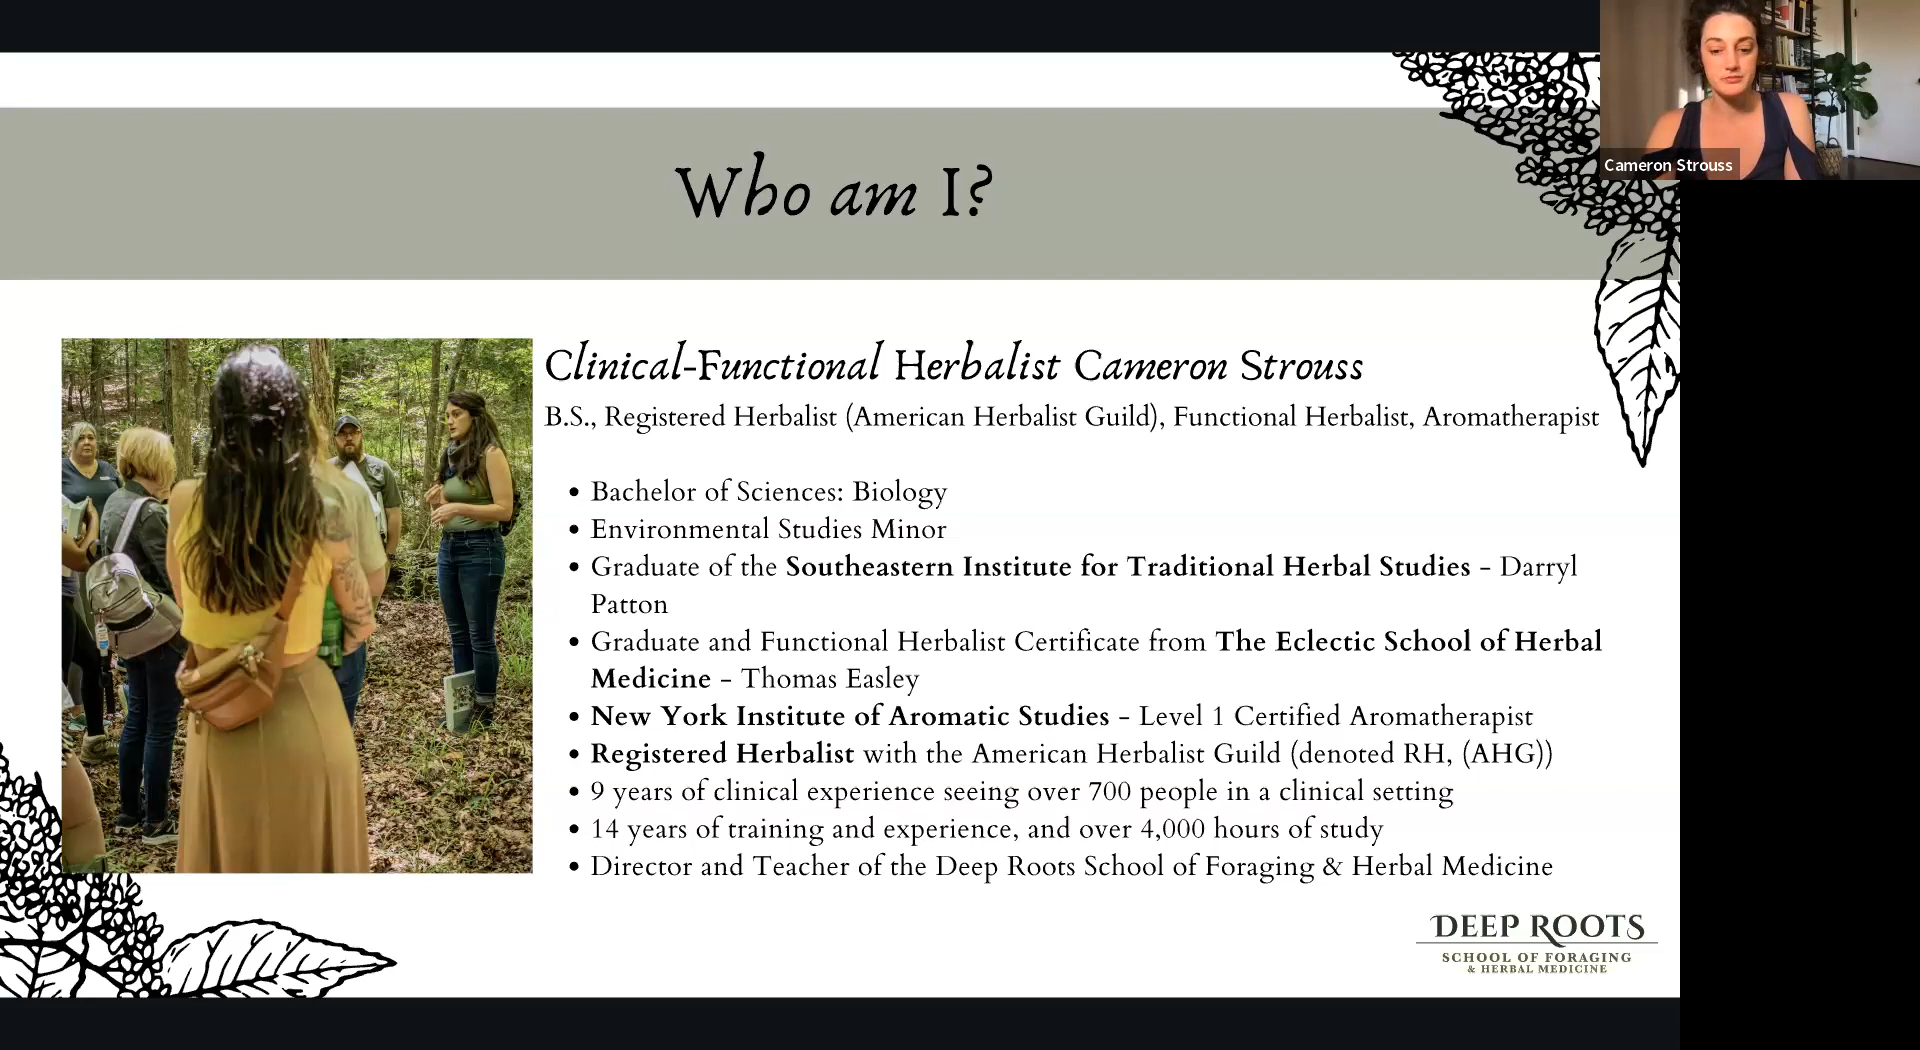 Cameron Strouss
Who am I?
Clinical-Functional Herbalist Cameron Strouss
B.S., Registered Herbalist (American Herbalist Guild), Functional Herbalist, Aromatherapist
• Bachelor of Sciences: Biology
• Environmental Studies Minor
• Graduate of the Southeastern Institute for Traditional Herbal Studies - Darryl
Patton
• Graduate and Functional Herbalist Certificate from The Eclectic School of Herbal
Medicine - Thomas Easley
• New York Institute of Aromatic Studies - Level 1 Certified Aromatherapist
• Registered Herbalist with the American Herbalist Guild (denoted RH, (AHG))
• 9 years of clinical experience seeing over 700 people in a clinical setting
• 14 years of training and experience, and over 4,000 hours of study
• Director and Teacher of the Deep Roots School of Foraging & Herbal Medicine
DEEP ROOTS
SCHOOL OF FORAGING
& HERBAL MEDICINE